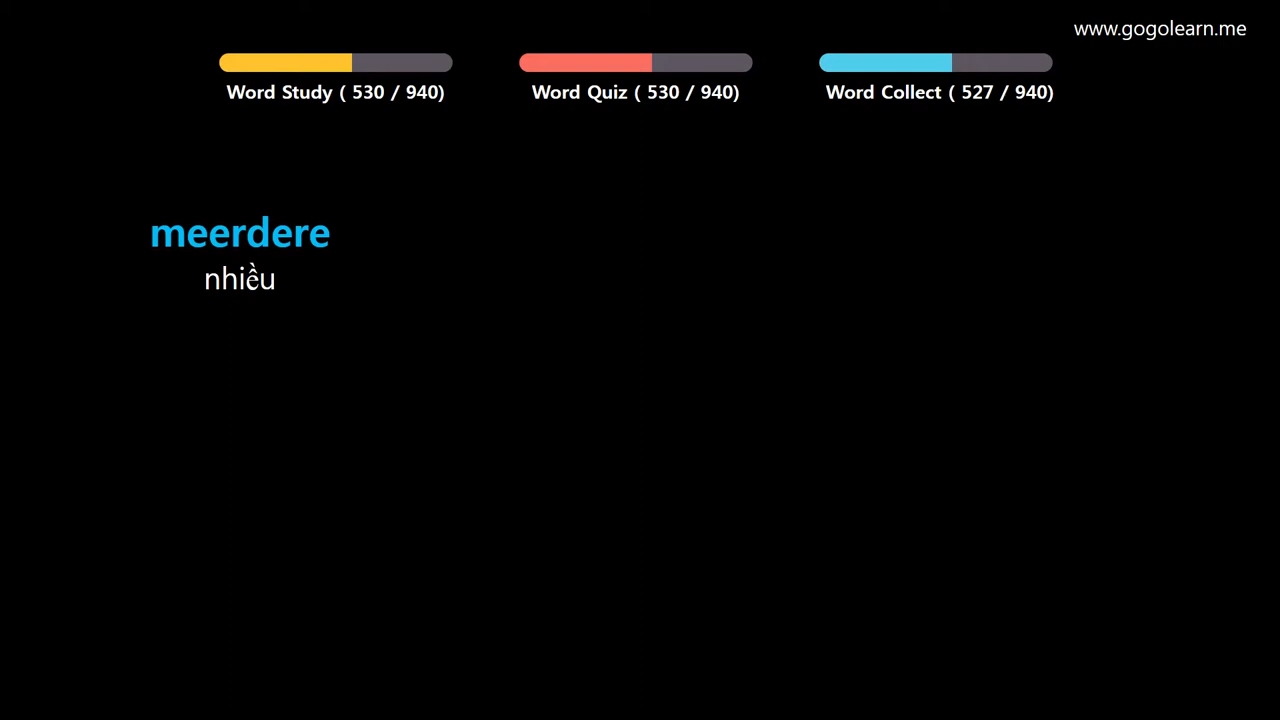 www.gogolearn.me
Word Study ( 530 / 940)
Word Quiz ( 530 / 940)
Word Collect ( 527 / 940)
meerdere
nhiều